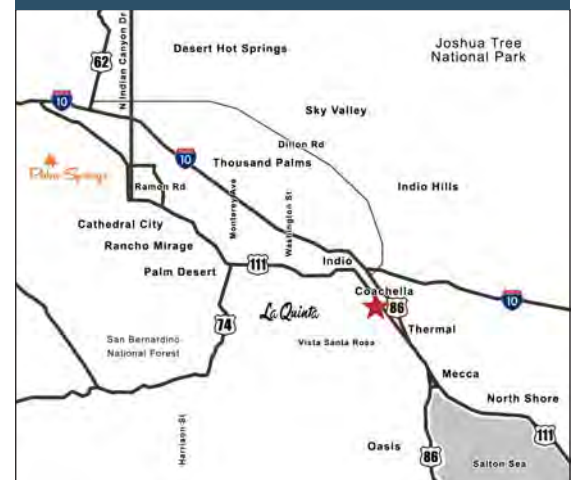 N Indian Canyon Dr
Desert Hot Springs
Joshua Tree
National Park
62
10
Sky Valley
Dillon Rd
10
Thousand Palms
Palm Springs
Ramon Rd
Indio Hills
Monterey Ave
Washington St
Cathedral City
Rancho Mirage
Indio
Palm Desert
111
Coachella
86
10
La Quinta
74
Thermal
San Bernardino
National Forest
Vista Santa Rosa
Mecca
North Shore
Harrison St
Oasis
86
111
Salton Sea